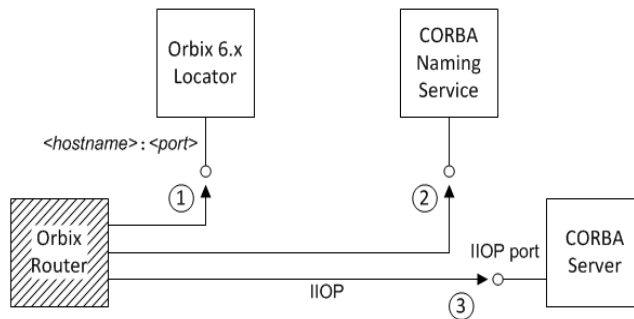 Orbix 6.x
Locator
CORBA
Naming
Service
<hostname>:<port>
1
2
Orbix
Router
IIOP port
CORBA
Server
IIOP
3